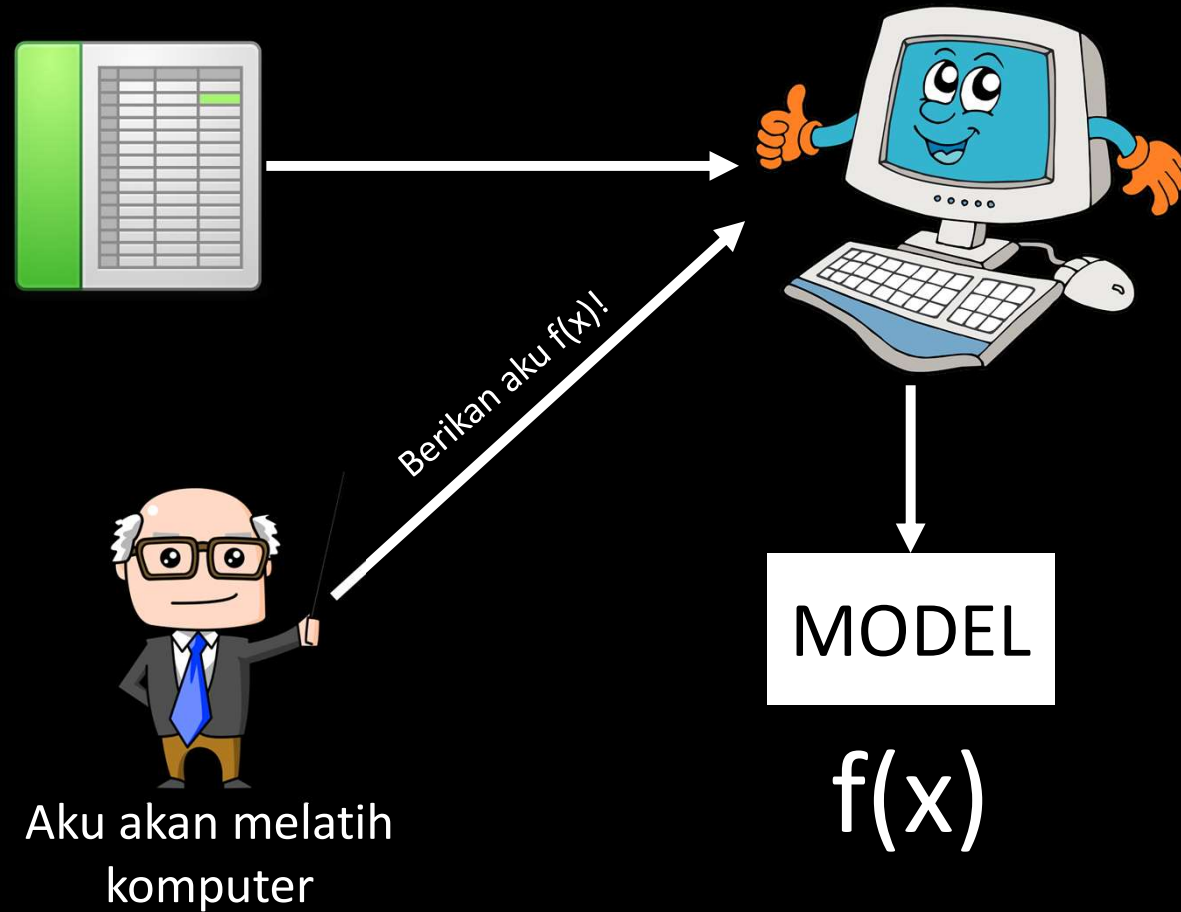 Berikan aku f(x)!
MODEL
f(x)
Aku akan melatih
komputer